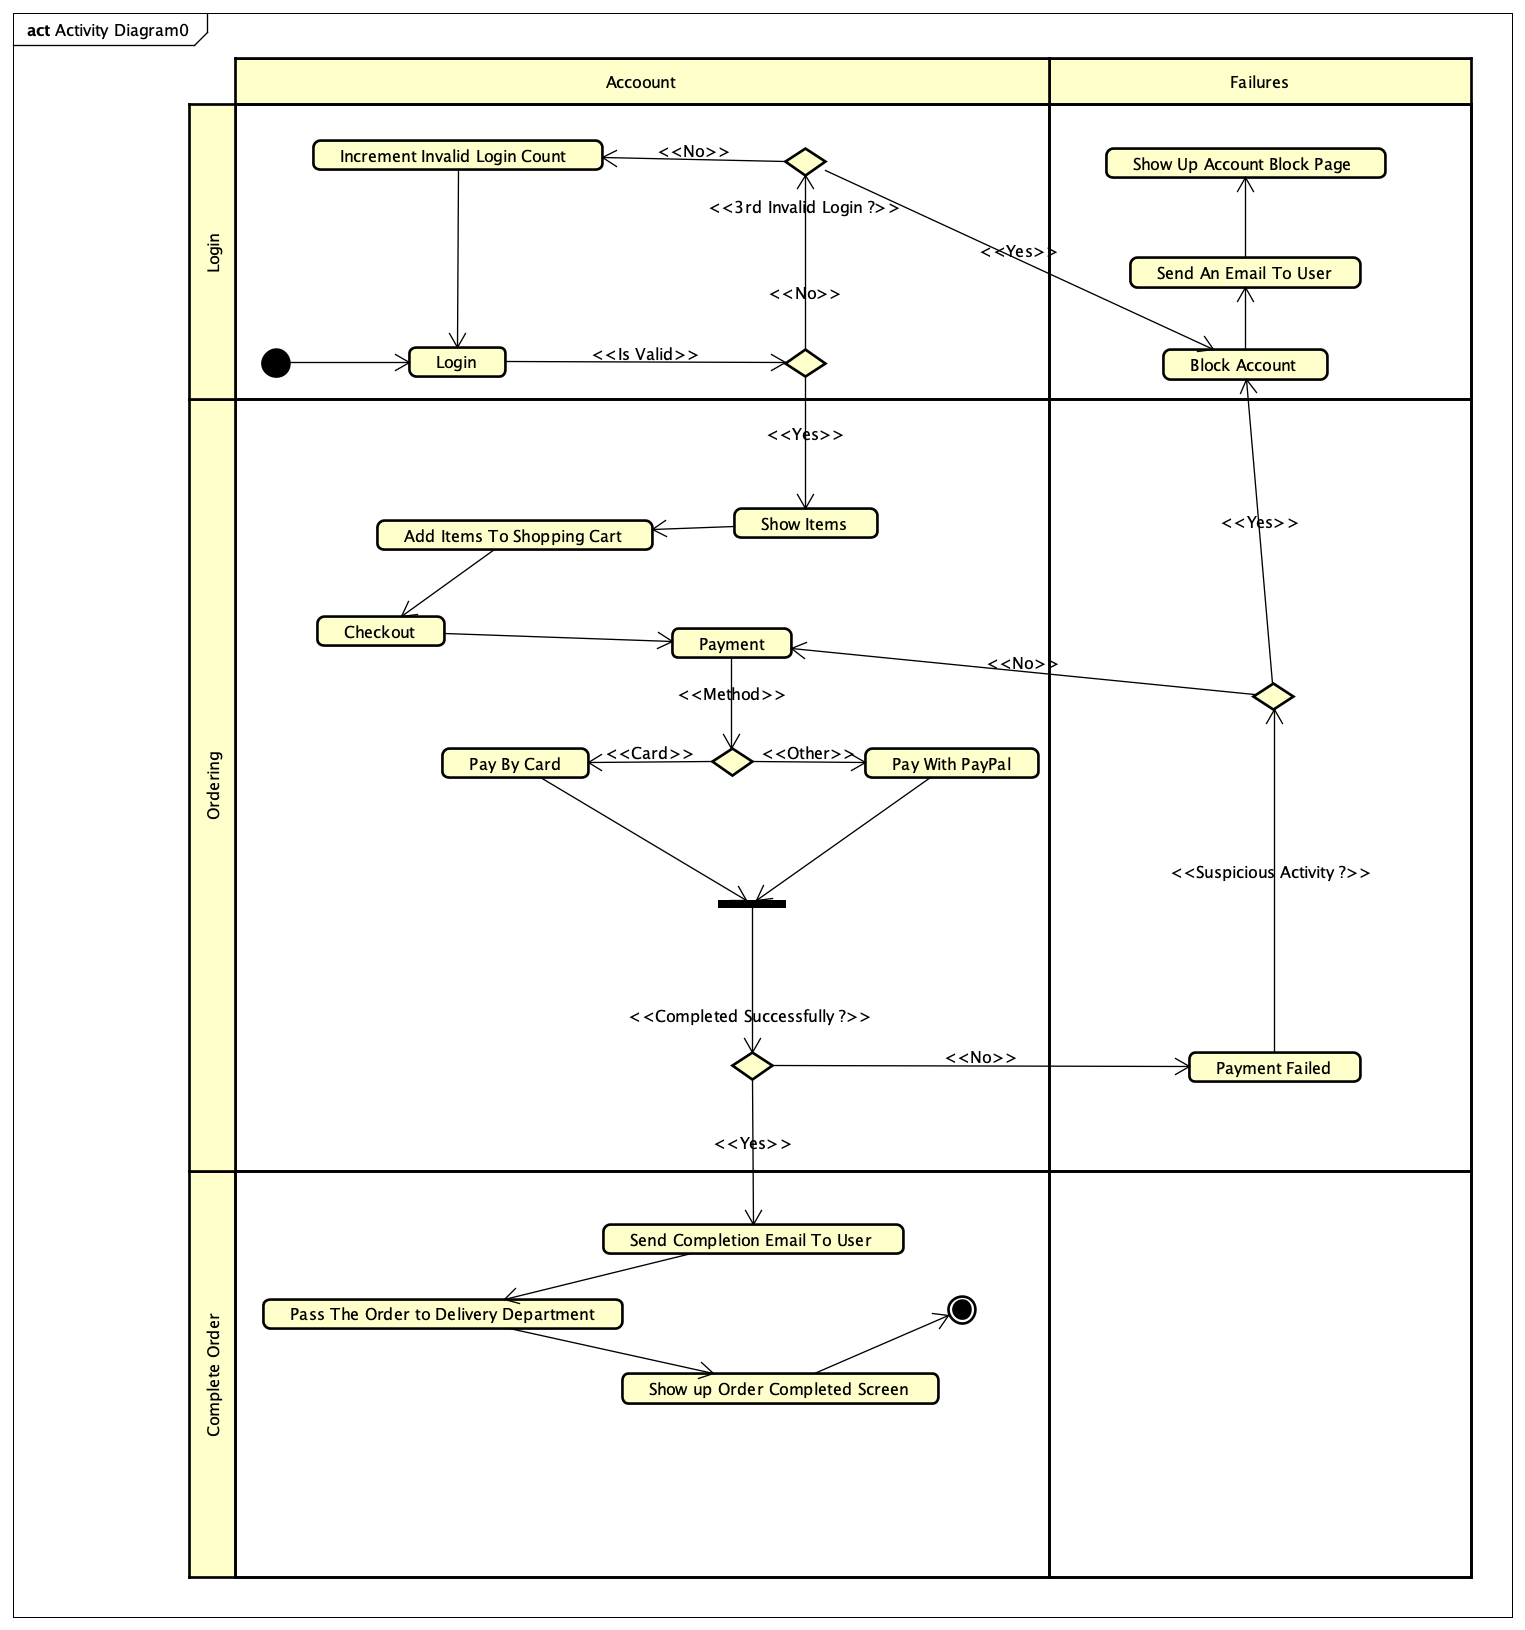 act Activity Diagram0
Accoount
Failures
Login
Increment Invalid Login Count
<<No>>
Show Up Account Block Page
<<3rd Invalid Login ?>>
<<Yes>>
Send An Email To User
<<No>>
Login
<<Is Valid>>
Block Account
Ordering
<<Yes>>
Show Items
Add Items To Shopping Cart
<<Yes>>
Checkout
Payment
<<No>>
<<Method>>
Pay By Card
<<Card>>
<<Other>>
Pay With PayPal
<<Suspicious Activity ?>>
<<Completed Successfully ?>>
<<No>>
Payment Failed
<<Yes>>
Complete Order
Send Completion Email To User
Pass The Order to Delivery Department
Show up Order Completed Screen